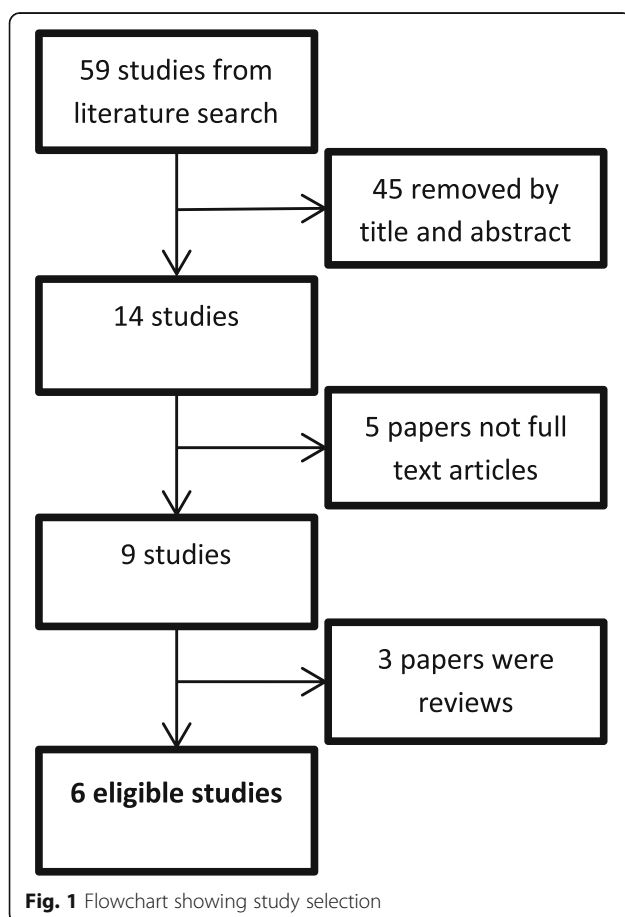 59 studies from
literature search
45 removed by
title and abstract
14 studies
5 papers not full
text articles
9 studies
3 papers were
reviews
6 eligible studies
Fig. 1 Flowchart showing study selection